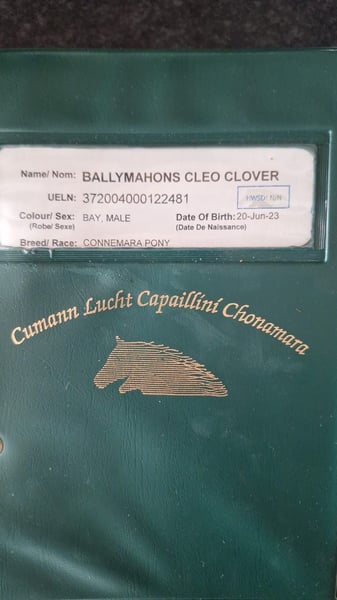 Name/ Nom: BALLYMAHONS CLEO CLOVER
UELN: 372004000122481
HWSD: N/N
Colour/ Sex: BAY, MALE Date Of Birth: 20-Jun-23
(Robe/ Sexe) (Date De Naissance)
Breed/ Race: CONNEMARA PONY
Cumann Lucht Capaillíní Chonamara